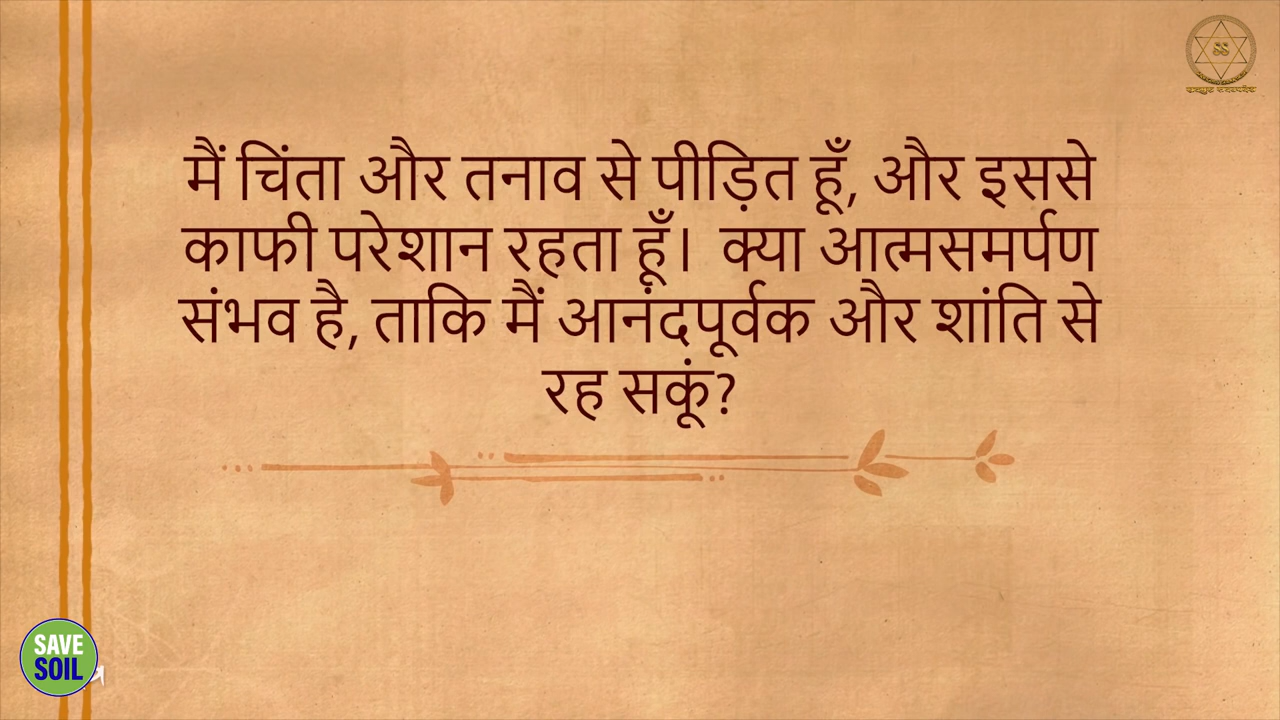 मैं चिंता और तनाव से पीड़ित हूँ, और इससे
काफी परेशान रहता हूँ। क्या आत्मसमर्पण
संभव है, ताकि मैं आनंदपूर्वक और शांति से
रह सकूं?
SAVE
SOIL